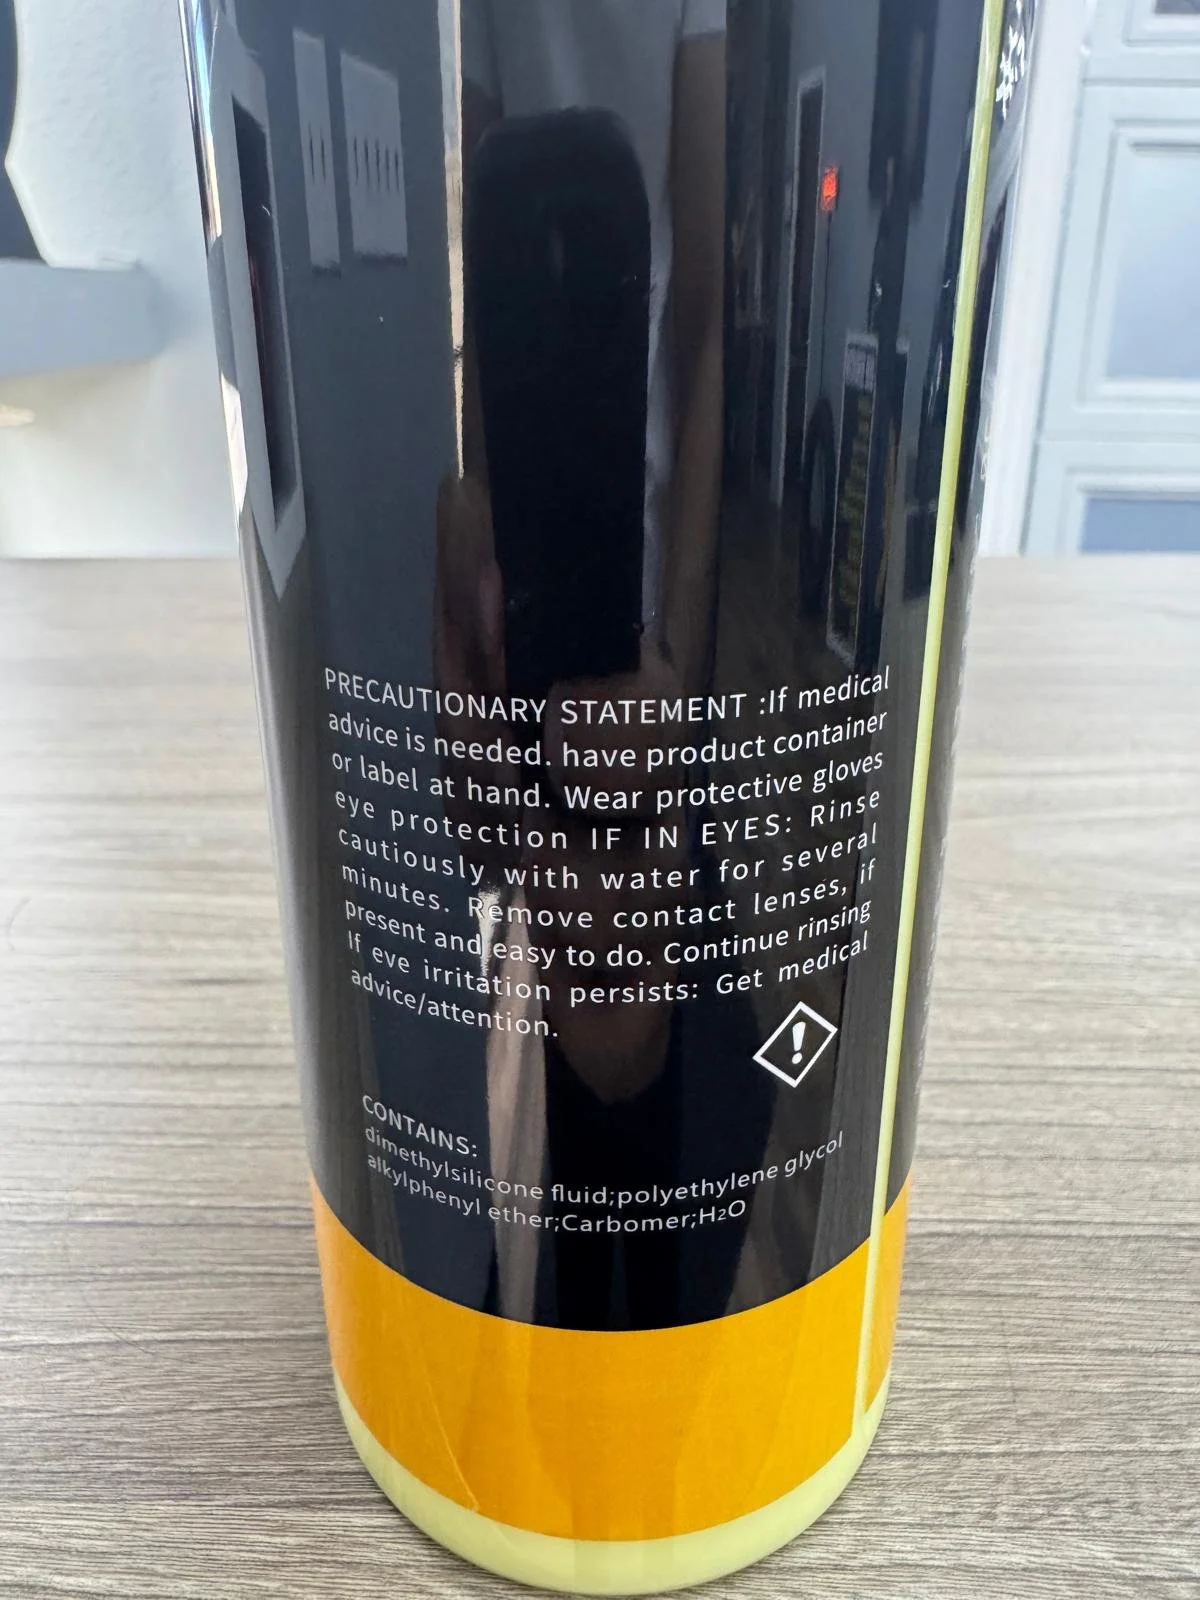 PRECAUTIONARY STATEMENT :If medical
advice is needed. have product container
or label at hand. Wear protective gloves
eye protection IF IN EYES: Rinse
cautiously with water for several
minutes. Remove contact lenses, if
present and easy to do. Continue rinsing
If eve irritation persists: Get medical
advice/attention.
CONTAINS:
dimethylsilicone fluid;polyethylene glycol
alkylphenyl ether;Carbomer;H₂O